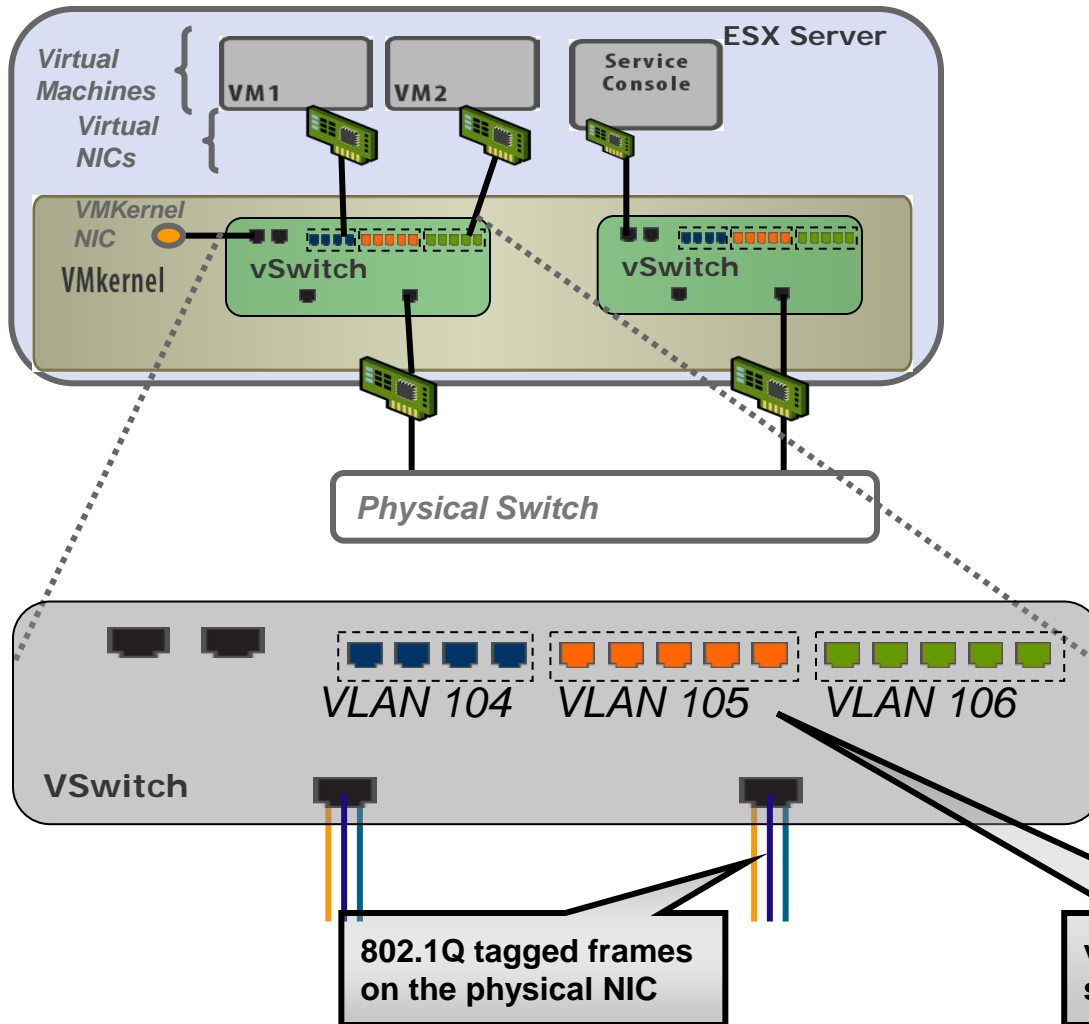 ESX Server
Virtual
Machines
VM1
VM2
Service
Console
Virtual
NICs
VMKernel
NIC
VMkernel
vSwitch
vSwitch
Physical Switch
VLAN 104
VLAN 105
VLAN 106
VSwitch
802.1Q tagged frames
on the physical NIC